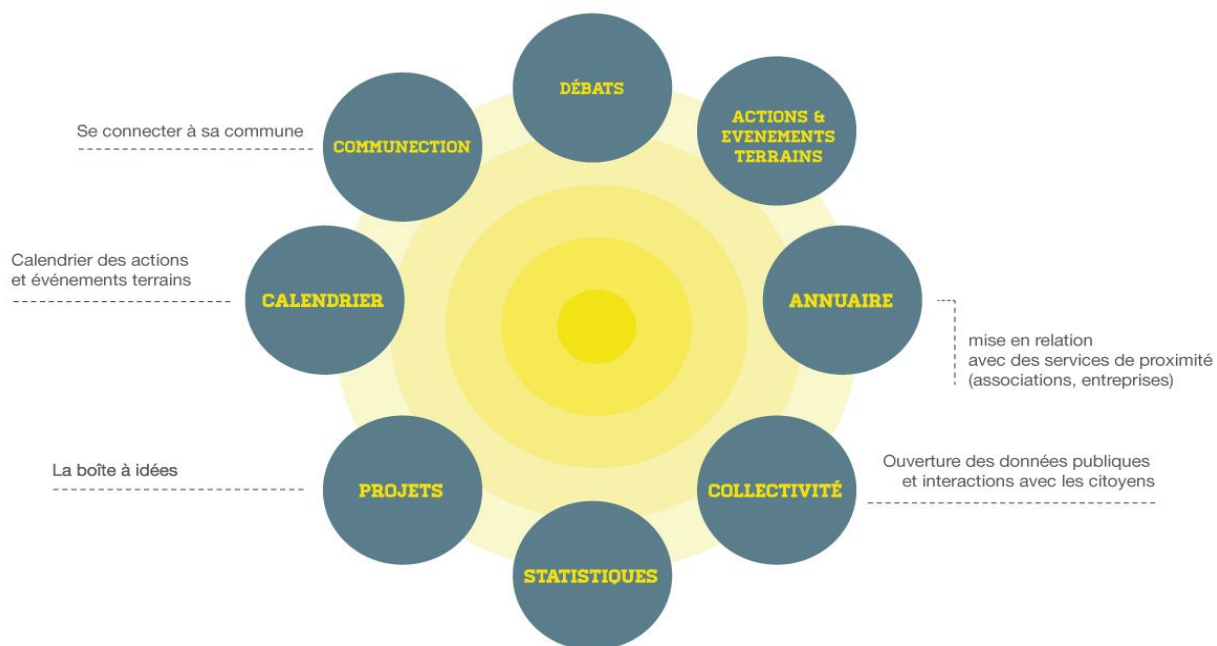 DÉBATS
ACTIONS &
EVENEMENTS
TERRAINS
Se connecter à sa commune
COMMUNECTION
Calendrier des actions
et événements terrains
CALENDRIER
ANNUAIRE
mise en relation
avec des services de proximité
(associations, entreprises)
La boîte à idées
PROJETS
COLLECTIVITÉ
Ouverture des données publiques
et interactions avec les citoyens
STATISTIQUES